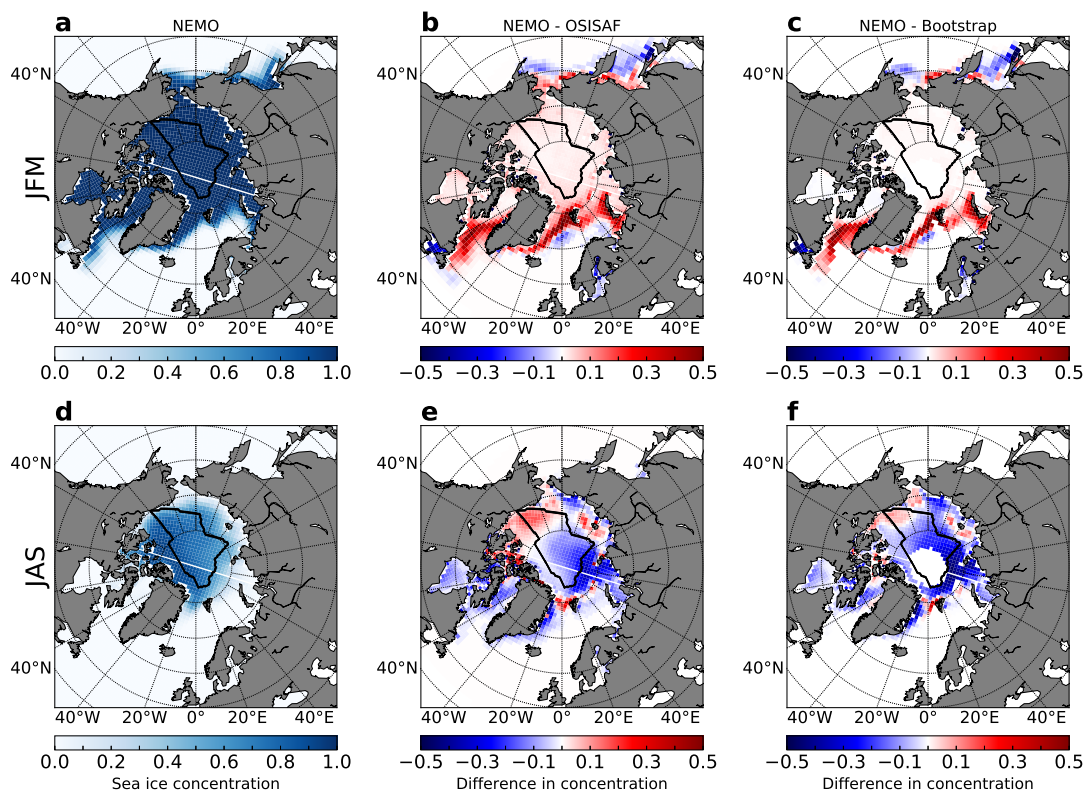 a
NEMO
b
NEMO - OSISAF
c
NEMO - Bootstrap
JFM
40°N
40°N
40°N
40°N
40°N
40°N
40°W 20°W 0° 20°E 40°E
40°W 20°W 0° 20°E 40°E
40°W 20°W 0° 20°E 40°E
0.0 0.2 0.4 0.6 0.8 1.0
−0.5 −0.3 −0.1 0.1 0.3 0.5
−0.5 −0.3 −0.1 0.1 0.3 0.5
d
e
f
JAS
40°N
40°N
40°N
40°N
40°N
40°N
40°W 20°W 0° 20°E 40°E
40°W 20°W 0° 20°E 40°E
40°W 20°W 0° 20°E 40°E
0.0 0.2 0.4 0.6 0.8 1.0
−0.5 −0.3 −0.1 0.1 0.3 0.5
−0.5 −0.3 −0.1 0.1 0.3 0.5
Sea ice concentration
Difference in concentration
Difference in concentration